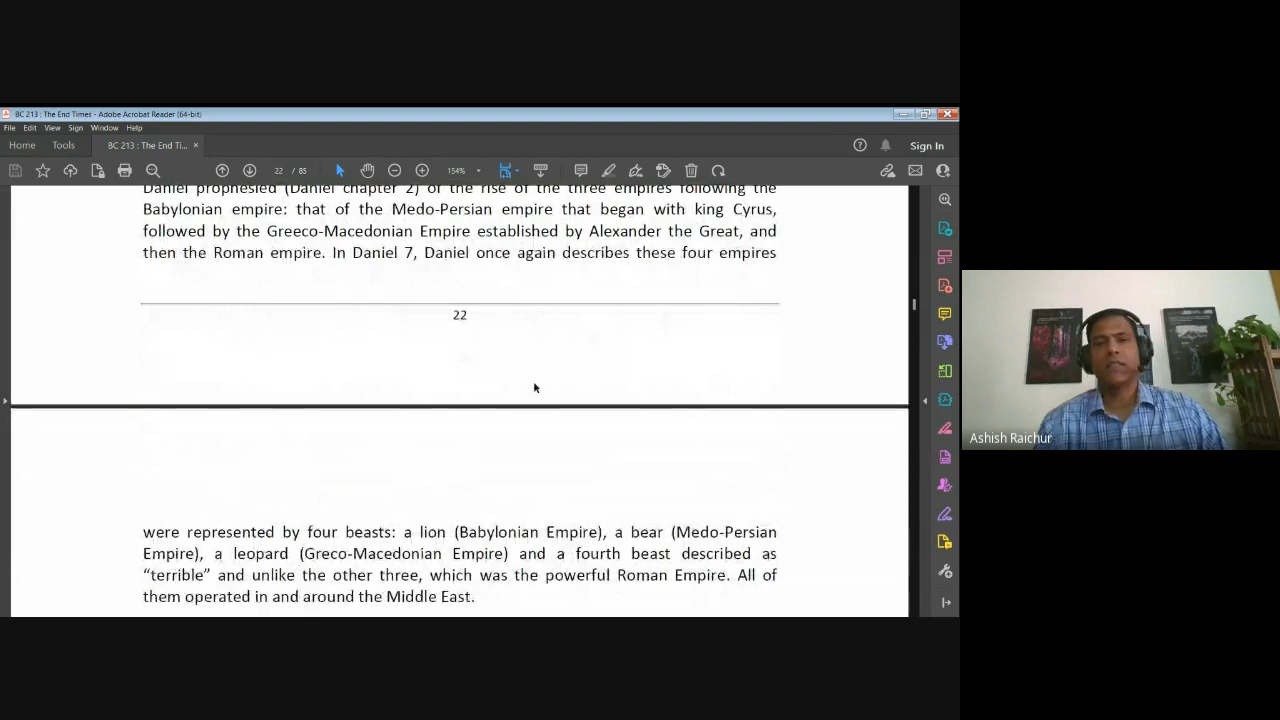 BC 213 : The End Times - Adobe Acrobat Reader (64-bit)
File Edit View Sign Window Help
Home Tools BC 213 : The End Ti... × Sign In
22 / 85 154%
Daniel prophesied (Daniel chapter 2) of the rise of the three empires following the
Babylonian empire: that of the Medo-Persian empire that began with king Cyrus,
followed by the Greeco-Macedonian Empire established by Alexander the Great, and
then the Roman empire. In Daniel 7, Daniel once again describes these four empires
22
were represented by four beasts: a lion (Babylonian Empire), a bear (Medo-Persian
Empire), a leopard (Greco-Macedonian Empire) and a fourth beast described as
“terrible” and unlike the other three, which was the powerful Roman Empire. All of
them operated in and around the Middle East.
Ashish Raichur